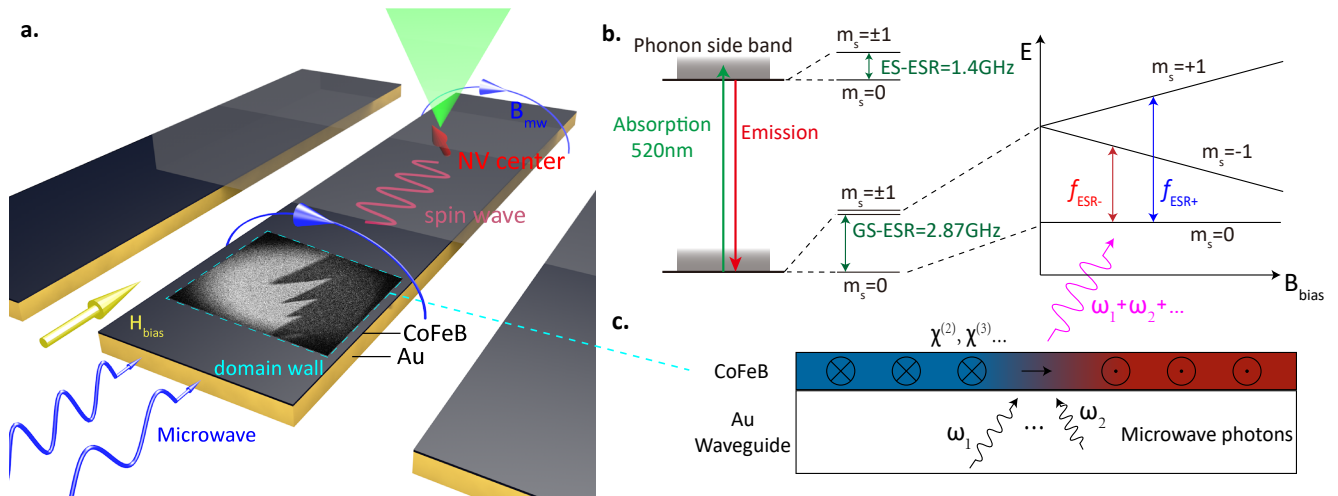 a.
B_mw
NV center
spin wave
H_bias
CoFeB
Au
domain wall
Microwave
b.
Phonon side band
m_s=±1
ES-ESR=1.4GHz
m_s=0
Absorption
520nm
Emission
m_s=±1
GS-ESR=2.87GHz
m_s=0
E
m_s=+1
m_s=-1
f_ESR-
f_ESR+
m_s=0
B_bias
ω_1+ω_2+...
c.
χ^(2), χ^(3)...
CoFeB
Au
Waveguide
ω_1
...
ω_2
Microwave photons